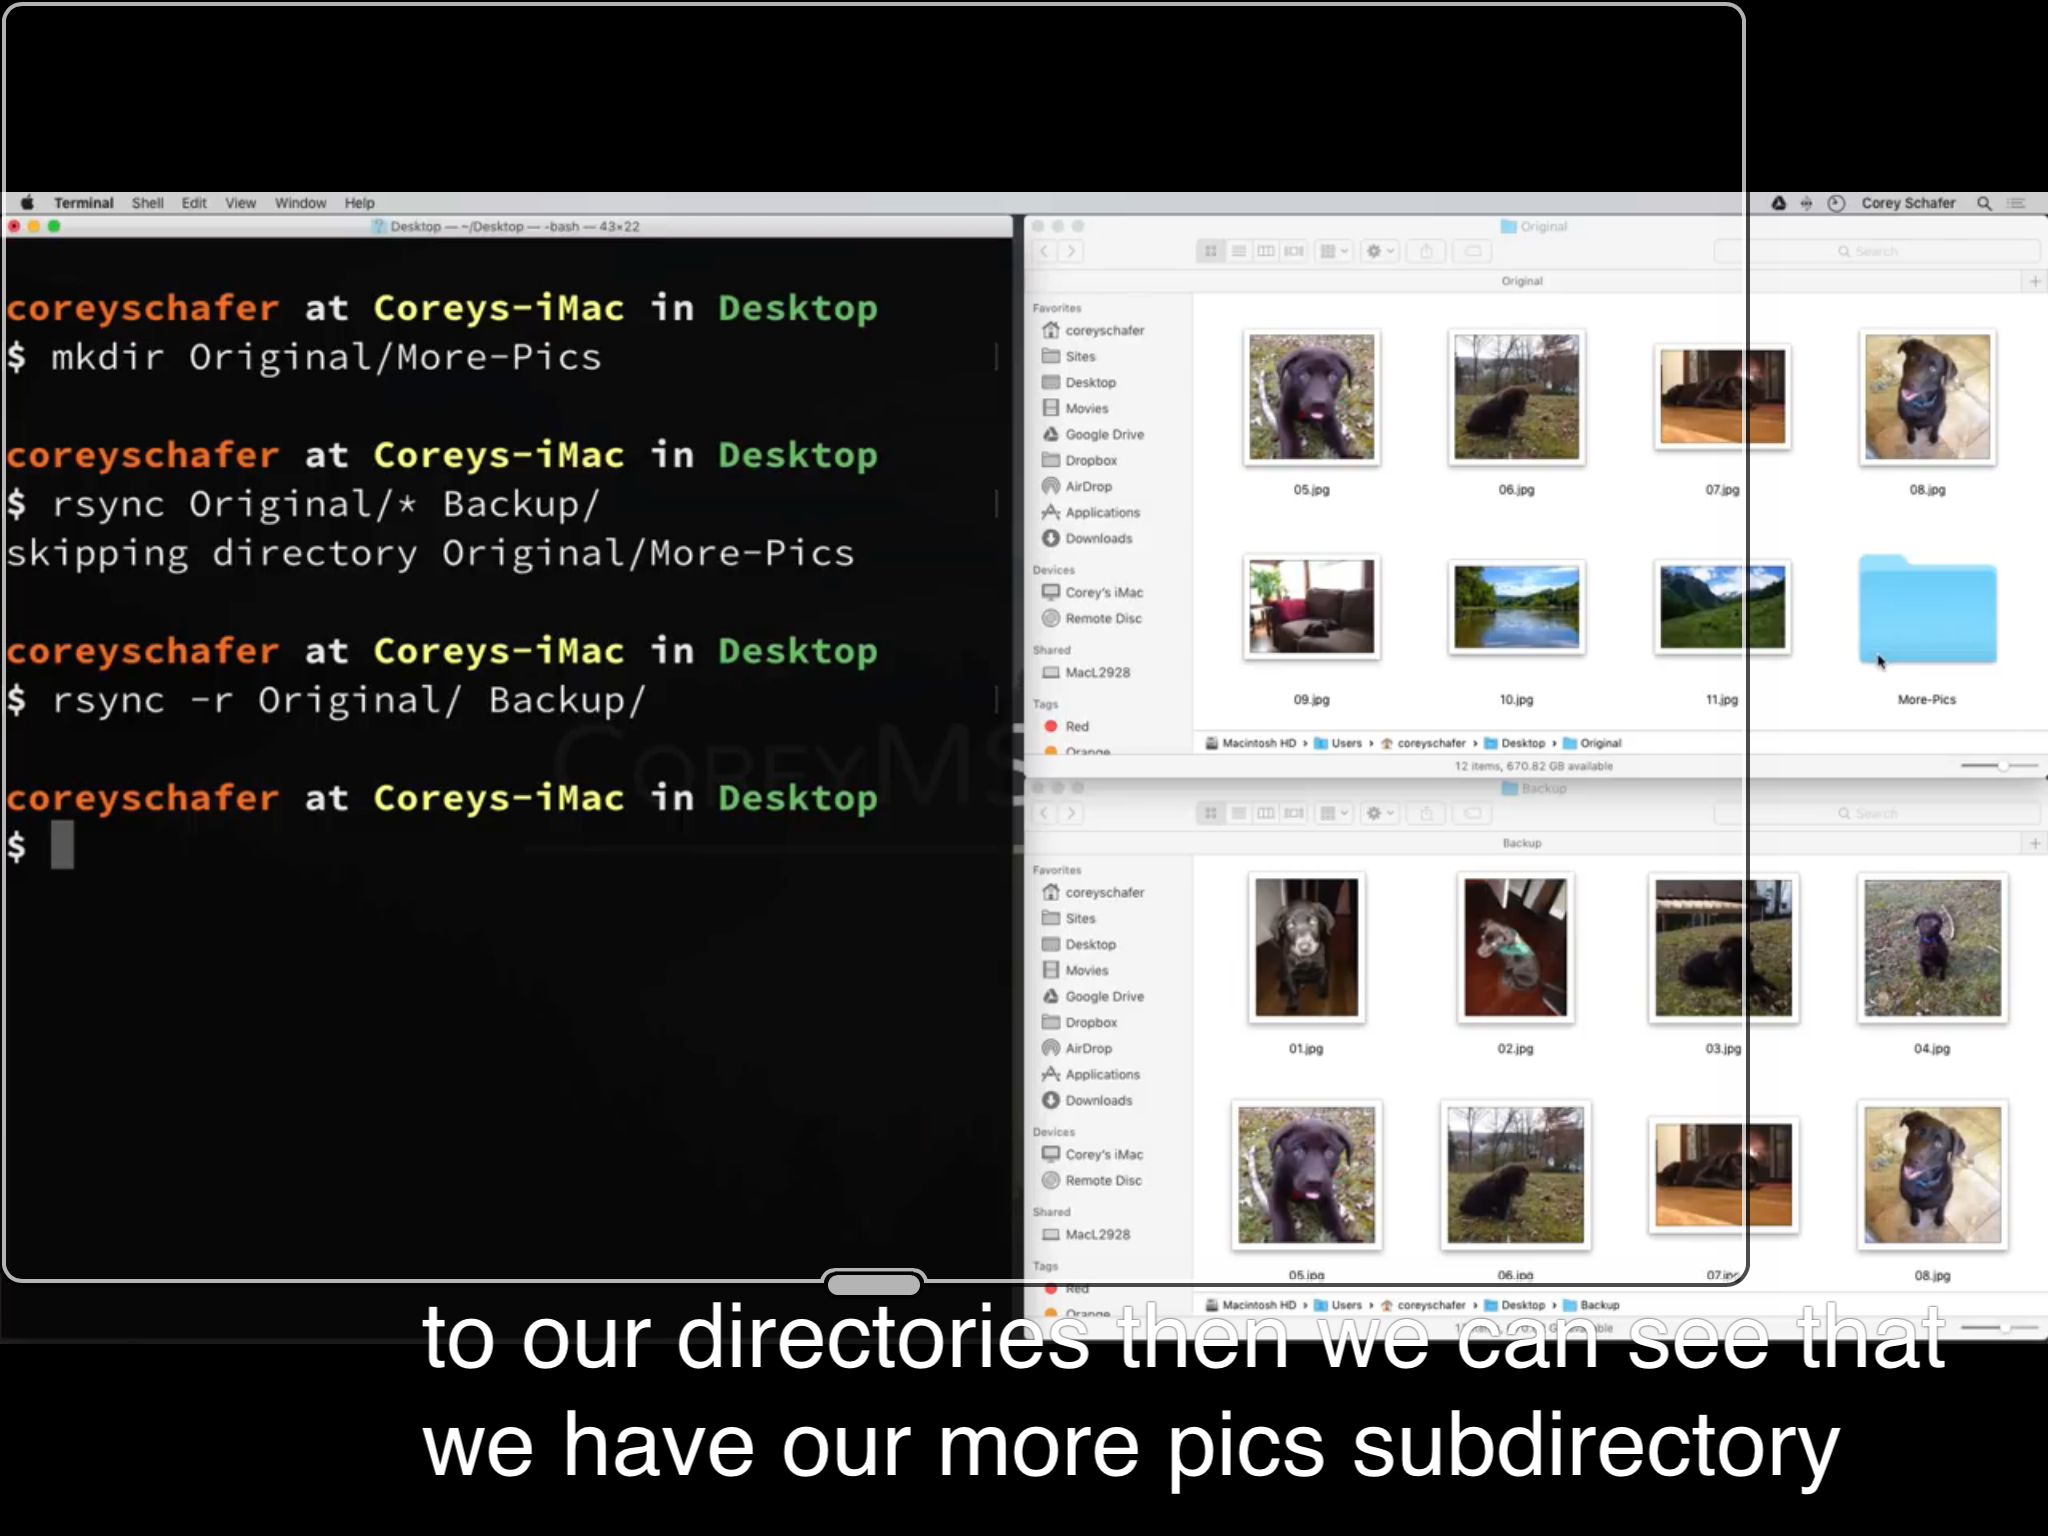 Terminal Shell Edit View Window Help
Corey Schafer
Desktop — ~/Desktop — -bash — 43×22
coreyschafer at Coreys-iMac in Desktop
$ mkdir Original/More-Pics
coreyschafer at Coreys-iMac in Desktop
$ rsync Original/* Backup/
skipping directory Original/More-Pics
coreyschafer at Coreys-iMac in Desktop
$ rsync -r Original/ Backup/
coreyschafer at Coreys-iMac in Desktop
$
COREYMS
Original
Search
Original
Favorites
coreyschafer
Sites
Desktop
Movies
Google Drive
Dropbox
AirDrop
Applications
Downloads
Devices
Corey's iMac
Remote Disc
Shared
MacL2928
Tags
Red
Orange
05.jpg 06.jpg 07.jpg 08.jpg
09.jpg 10.jpg 11.jpg More-Pics
Macintosh HD › Users › coreyschafer › Desktop › Original
12 items, 670.82 GB available
Backup
Search
Backup
Favorites
coreyschafer
Sites
Desktop
Movies
Google Drive
Dropbox
AirDrop
Applications
Downloads
Devices
Corey's iMac
Remote Disc
Shared
MacL2928
Tags
Red
Orange
01.jpg 02.jpg 03.jpg 04.jpg
05.jpg 06.jpg 07.jpg 08.jpg
Macintosh HD › Users › coreyschafer › Desktop › Backup
to our directories then we can see that
we have our more pics subdirectory